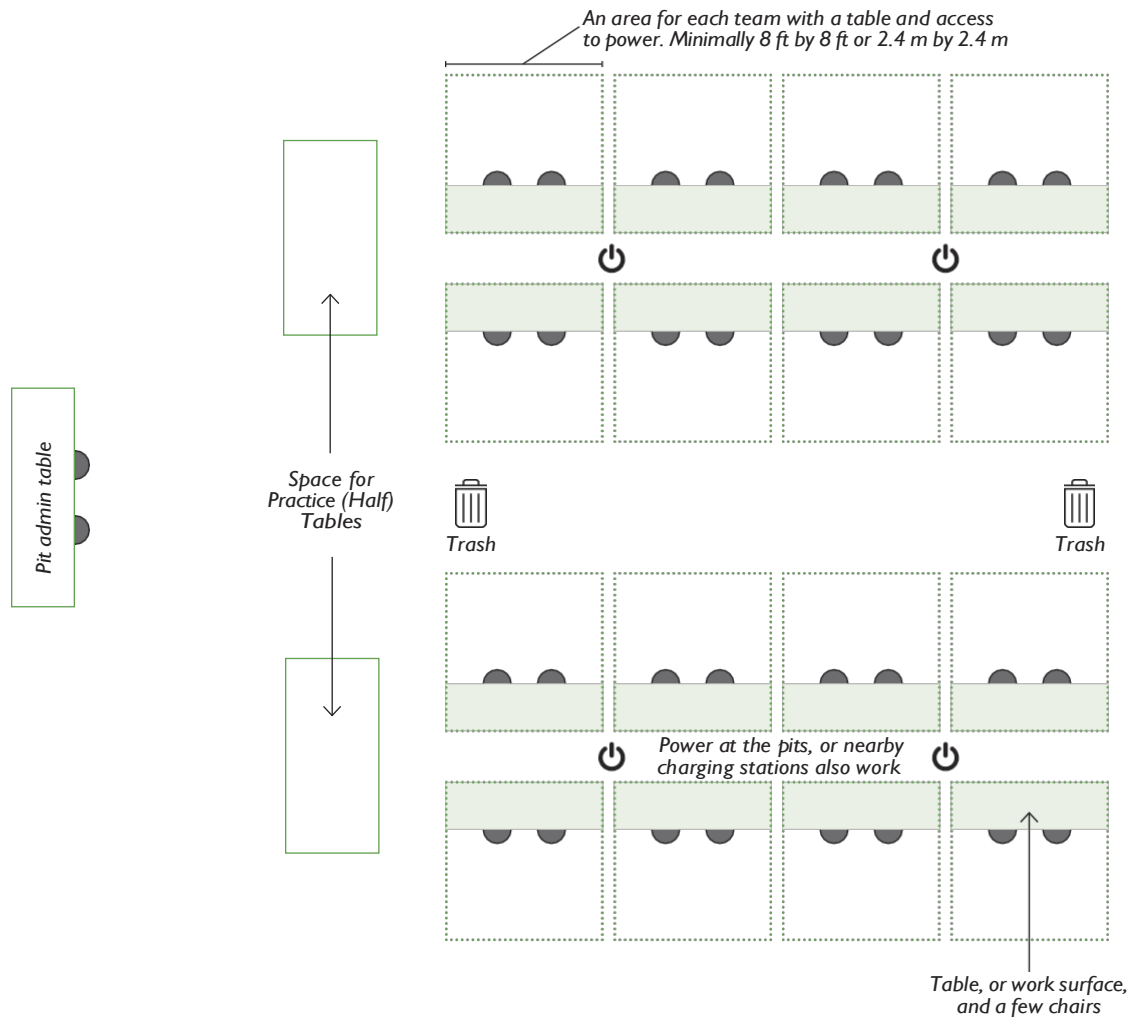 An area for each team with a table and access
to power. Minimally 8 ft by 8 ft or 2.4 m by 2.4 m
Pit admin table
Space for
Practice (Half)
Tables
Trash
Trash
Power at the pits, or nearby
charging stations also work
Table, or work surface,
and a few chairs